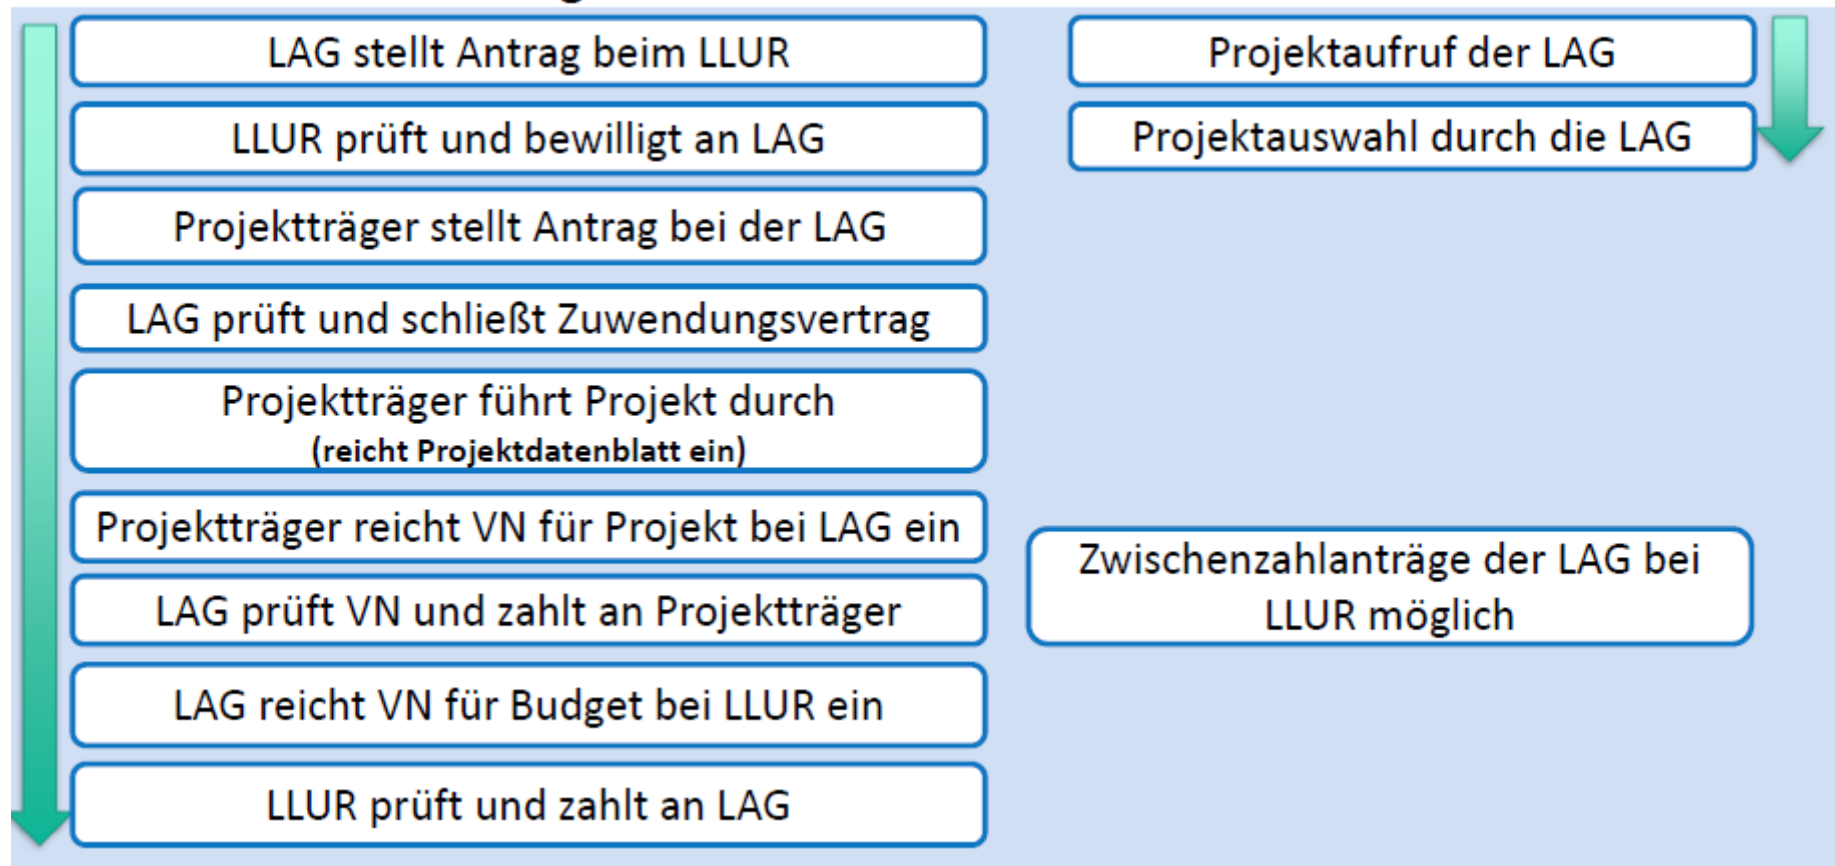 LAG stellt Antrag beim LLUR
LLUR prüft und bewilligt an LAG
Projektträger stellt Antrag bei der LAG
LAG prüft und schließt Zuwendungsvertrag
Projektträger führt Projekt durch
(reicht Projektdatenblatt ein)
Projektträger reicht VN für Projekt bei LAG ein
LAG prüft VN und zahlt an Projektträger
LAG reicht VN für Budget bei LLUR ein
LLUR prüft und zahlt an LAG
Projektaufruf der LAG
Projektauswahl durch die LAG
Zwischenzahlanträge der LAG bei
LLUR möglich